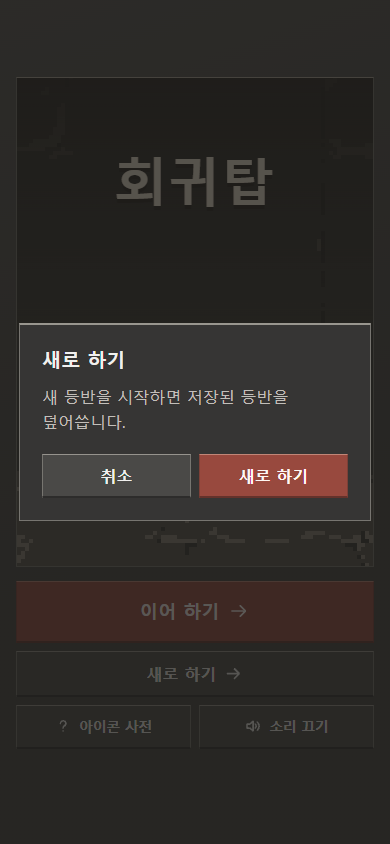 회귀탑
새로 하기
새 등반을 시작하면 저장된 등반을
덮어씁니다.
취소
새로 하기
이어 하기 →
새로 하기 →
? 아이콘 사전
소리 끄기